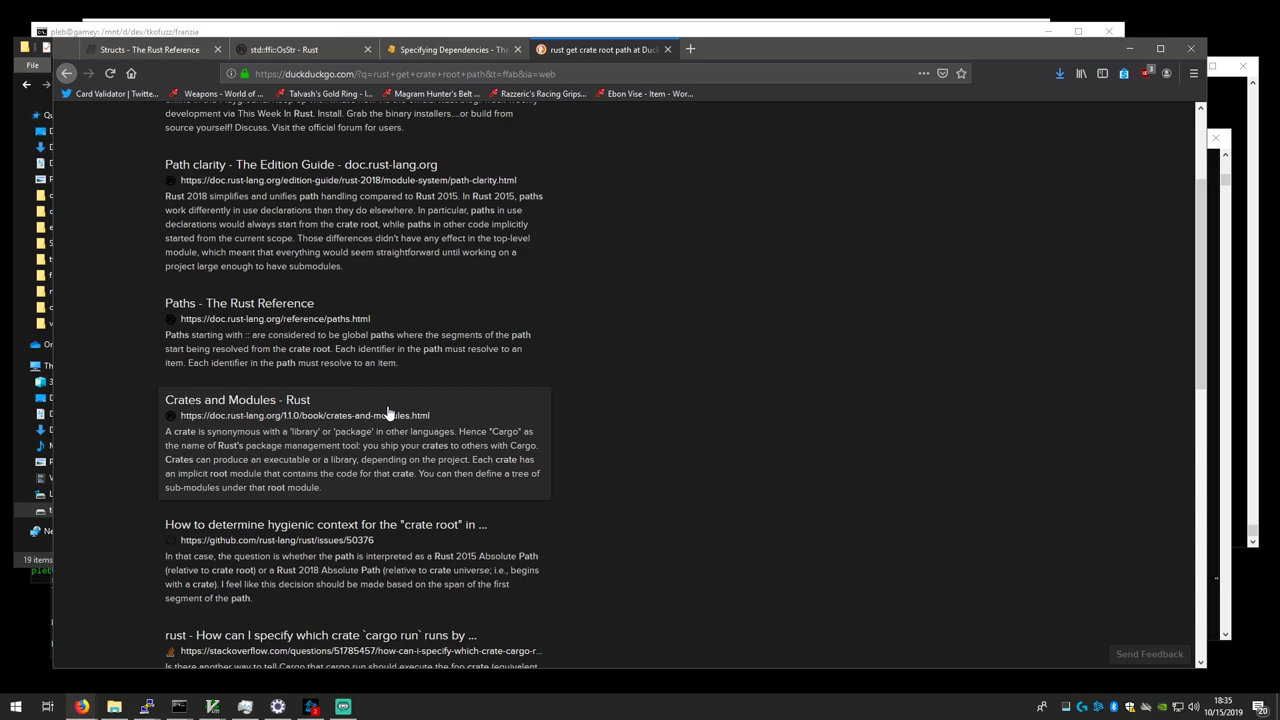 pleb@gamey: /mnt/d/dev/tkofuzz/franzia
Structs - The Rust Reference
std::ffi::OsStr - Rust
Specifying Dependencies - The
rust get crate root path at Duck
File
https://duckduckgo.com/?q=rust+get+crate+root+path&t=ffab&ia=web
3
Card Validator | Twitte...
Weapons - World of ...
Talvash's Gold Ring - I...
Magram Hunter's Belt ...
Razzeric's Racing Grips...
Ebon Vise - Item - Wor...
development via This Week In Rust. Install. Grab the binary installers....or build from
source yourself! Discuss. Visit the official forum for users.
Path clarity - The Edition Guide - doc.rust-lang.org
https://doc.rust-lang.org/edition-guide/rust-2018/module-system/path-clarity.html
Rust 2018 simplifies and unifies path handling compared to Rust 2015. In Rust 2015, paths
work differently in use declarations than they do elsewhere. In particular, paths in use
declarations would always start from the crate root, while paths in other code implicitly
started from the current scope. Those differences didn't have any effect in the top-level
module, which meant that everything would seem straightforward until working on a
project large enough to have submodules.
Paths - The Rust Reference
https://doc.rust-lang.org/reference/paths.html
Paths starting with :: are considered to be global paths where the segments of the path
start being resolved from the crate root. Each identifier in the path must resolve to an
item. Each identifier in the path must resolve to an item.
Crates and Modules - Rust
https://doc.rust-lang.org/1.1.0/book/crates-and-modules.html
A crate is synonymous with a 'library' or 'package' in other languages. Hence "Cargo" as
the name of Rust's package management tool: you ship your crates to others with Cargo.
Crates can produce an executable or a library, depending on the project. Each crate has
an implicit root module that contains the code for that crate. You can then define a tree of
sub-modules under that root module.
How to determine hygienic context for the "crate root" in ...
https://github.com/rust-lang/rust/issues/50376
In that case, the question is whether the path is interpreted as a Rust 2015 Absolute Path
(relative to crate root) or a Rust 2018 Absolute Path (relative to crate universe; i.e., begins
with a crate). I feel like this decision should be made based on the span of the first
segment of the path.
rust - How can I specify which crate `cargo run` runs by ...
https://stackoverflow.com/questions/51785457/how-can-i-specify-which-crate-cargo-r...
Is there another way to tell Cargo that cargo run should execute the foo crate (equivalent
Send Feedback
19 items
pleb
18:35
10/15/2019
20